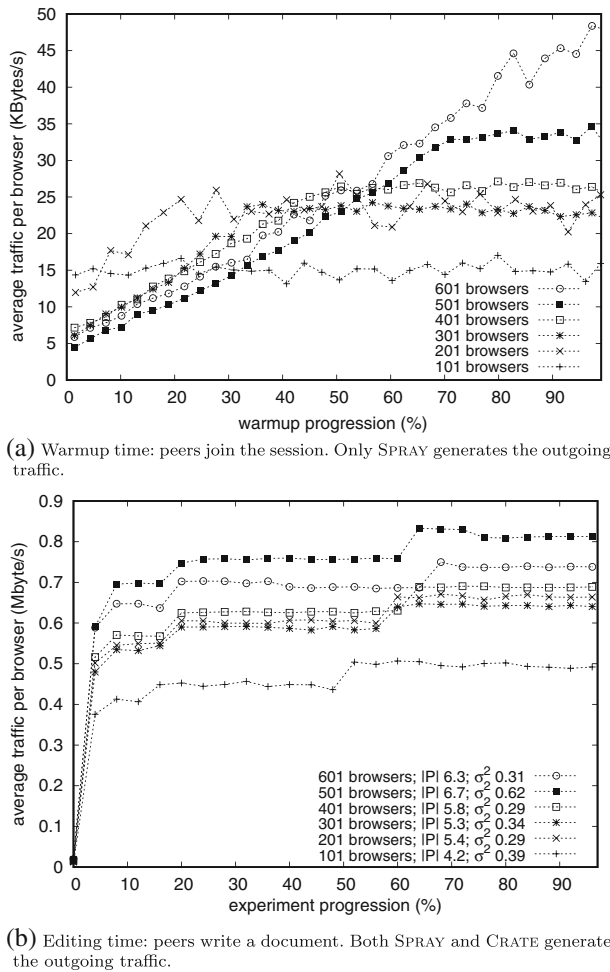 50
45
40
35
30
25
20
15
10
5
0
average traffic per browser (KBytes/s)
601 browsers
501 browsers
401 browsers
301 browsers
201 browsers
101 browsers
0 10 20 30 40 50 60 70 80 90
warmup progression (%)
(a) Warmup time: peers join the session. Only SPRAY generates the outgoing
traffic.
0.9
0.8
0.7
0.6
0.5
0.4
0.3
0.2
0.1
0
average traffic per browser (Mbyte/s)
601 browsers; |P| 6.3; σ² 0.31
501 browsers; |P| 6.7; σ² 0.62
401 browsers; |P| 5.8; σ² 0.29
301 browsers; |P| 5.3; σ² 0.34
201 browsers; |P| 5.4; σ² 0.29
101 browsers; |P| 4.2; σ² 0.39
0 10 20 30 40 50 60 70 80 90
experiment progression (%)
(b) Editing time: peers write a document. Both SPRAY and CRATE generate
the outgoing traffic.